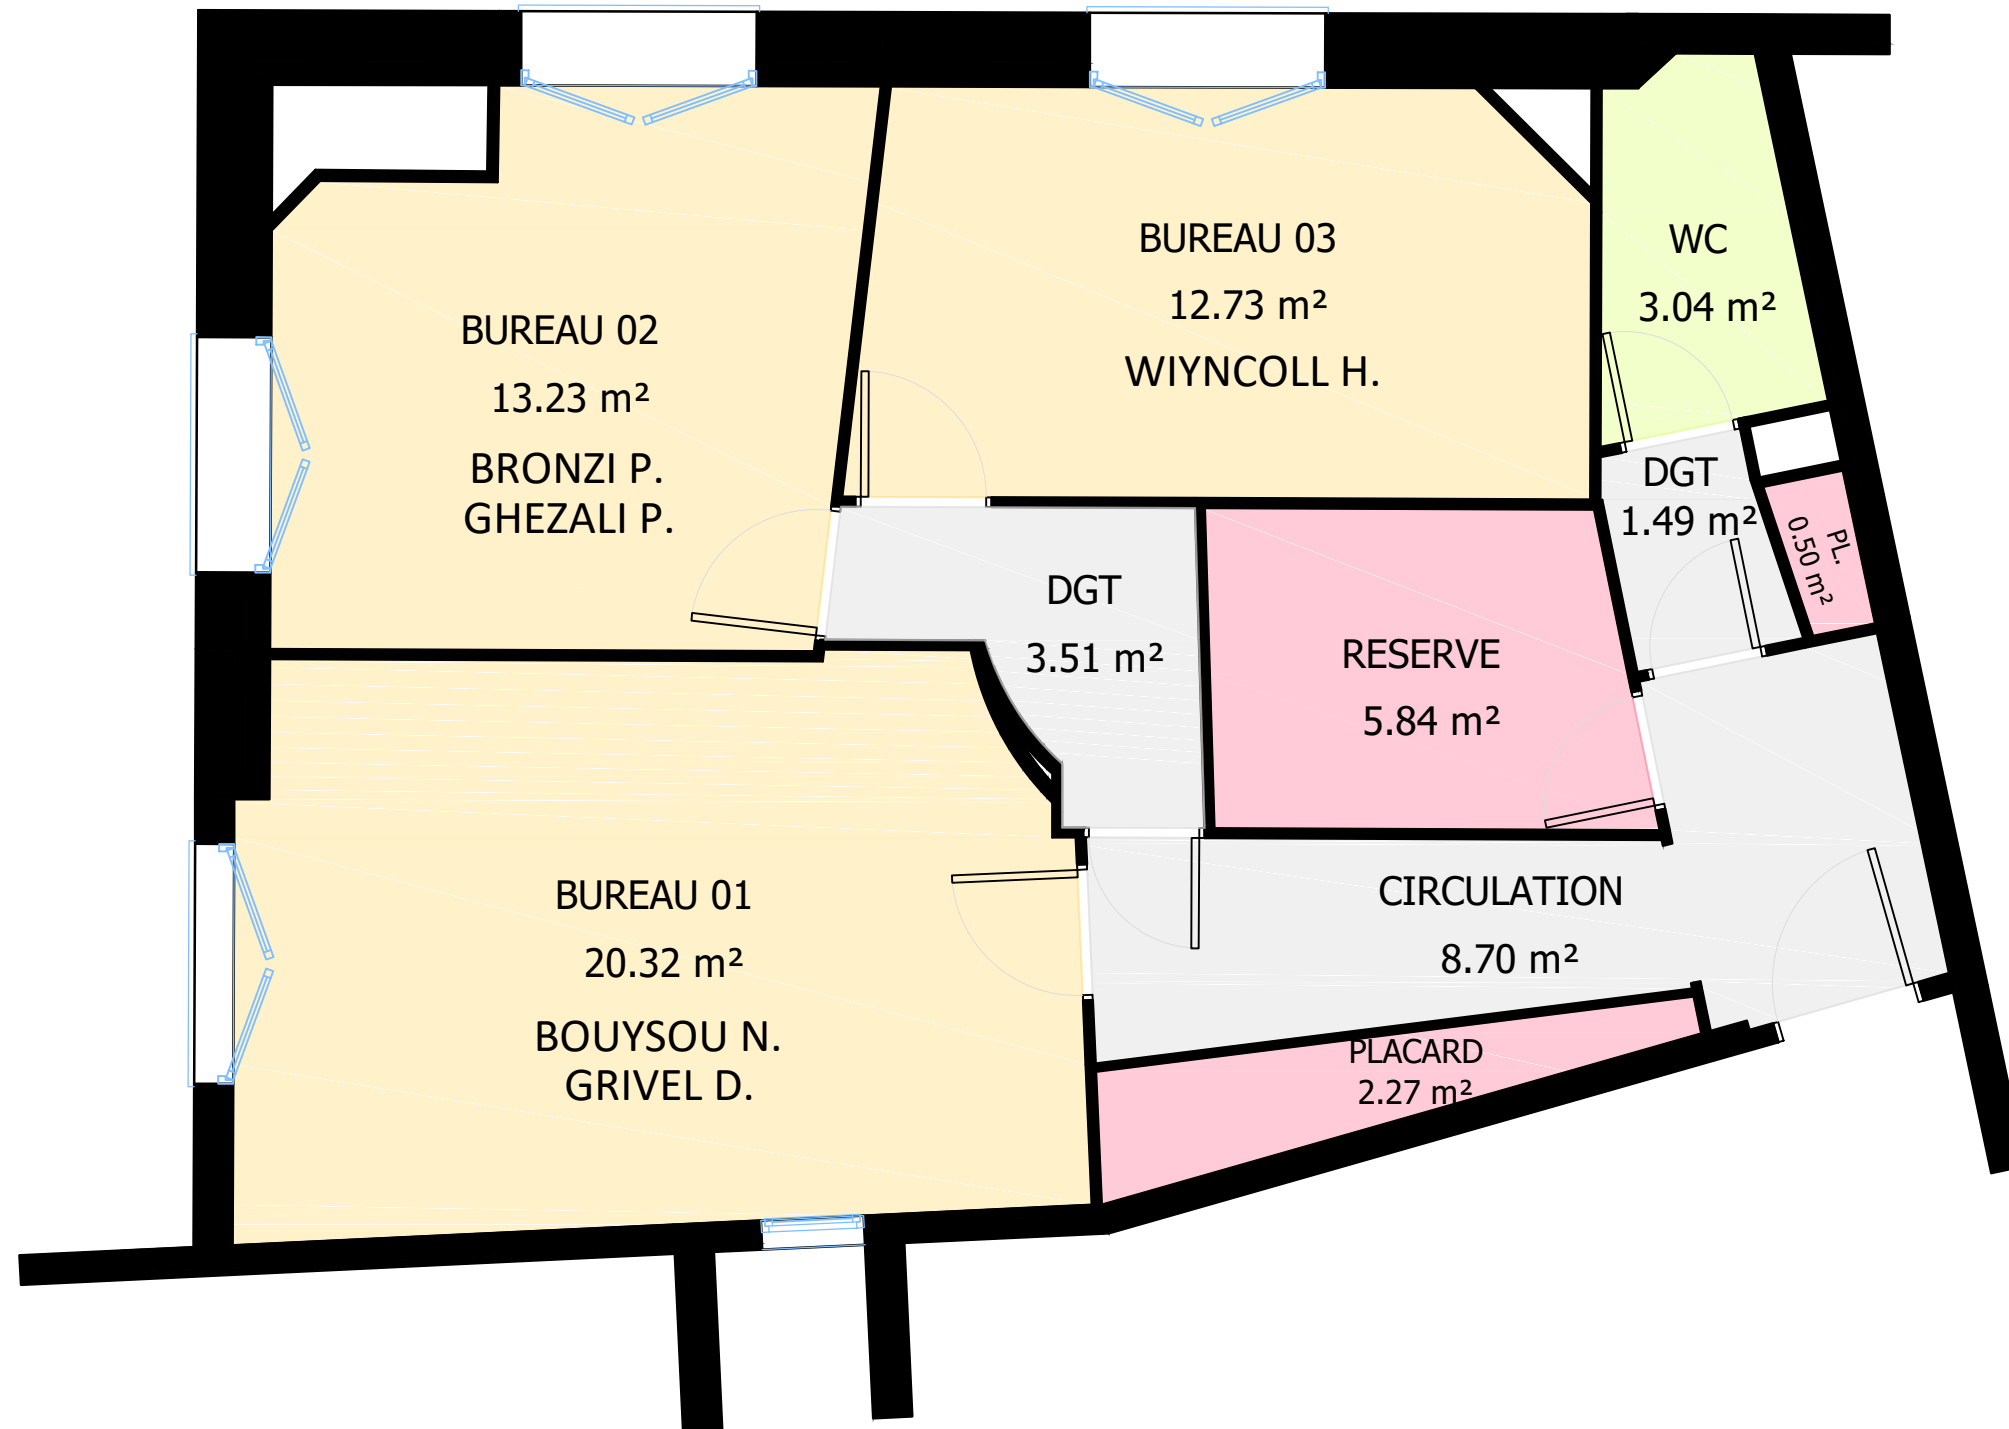 BUREAU 03
12.73 m²
WIYNCOLL H.
WC
3.04 m²
BUREAU 02
13.23 m²
BRONZI P.
GHEZALI P.
DGT
1.49 m²
PL.
0.50 m²
DGT
3.51 m²
RESERVE
5.84 m²
BUREAU 01
20.32 m²
BOUYSOU N.
GRIVEL D.
CIRCULATION
8.70 m²
PLACARD
2.27 m²